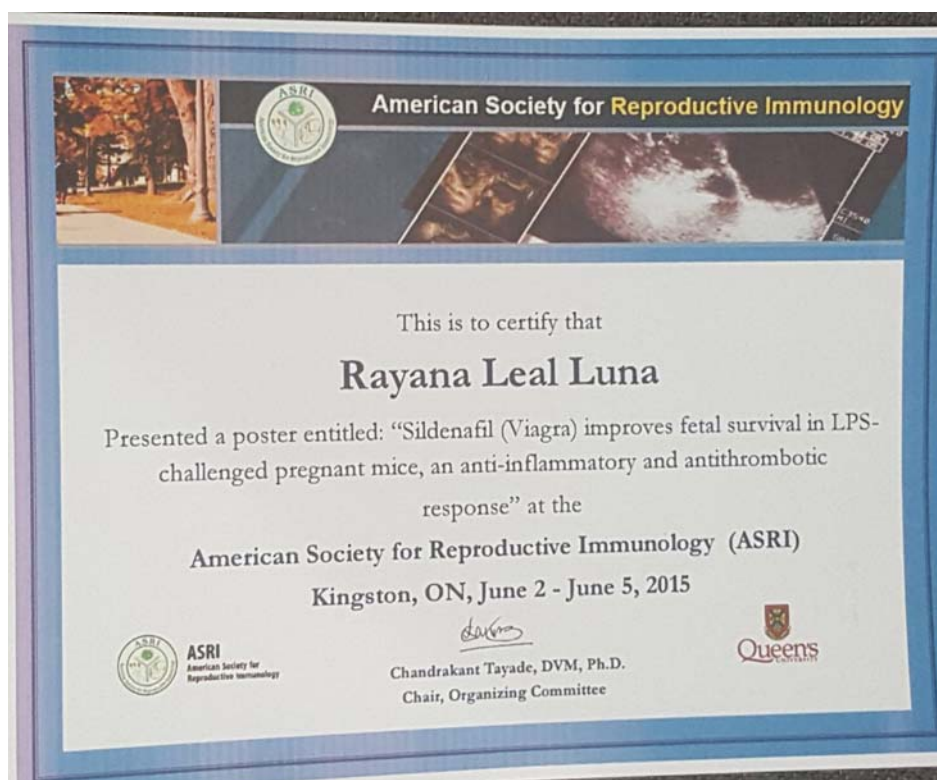 ASRI
American Society for Reproductive Immunology
This is to certify that
Rayana Leal Luna
Presented a poster entitled: “Sildenafil (Viagra) improves fetal survival in LPS-
challenged pregnant mice, an anti-inflammatory and antithrombotic
response” at the
American Society for Reproductive Immunology (ASRI)
Kingston, ON, June 2 - June 5, 2015
ASRI
ASRI
American Society for
Reproductive Immunology
Chandrakant Tayade, DVM, Ph.D.
Chair, Organizing Committee
Queen's
UNIVERSITY